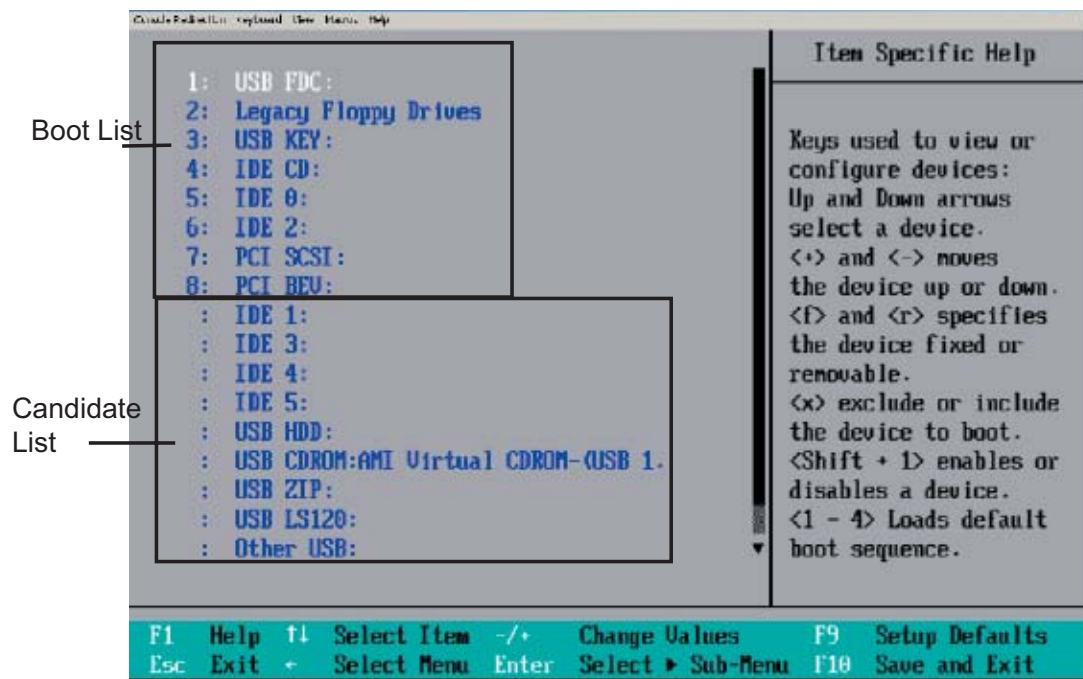 Console Redirection Keyboard View Macros Help
Item Specific Help
Boot List
1: USB FDC:
2: Legacy Floppy Drives
3: USB KEY:
4: IDE CD:
5: IDE 0:
6: IDE 2:
7: PCI SCSI:
8: PCI BEV:
Candidate
List
: IDE 1:
: IDE 3:
: IDE 4:
: IDE 5:
: USB HDD:
: USB CDROM:AMI Virtual CDROM-(USB 1.
: USB ZIP:
: USB LS120:
: Other USB:
Keys used to view or
configure devices:
Up and Down arrows
select a device.
<+> and <-> moves
the device up or down.
<f> and <r> specifies
the device fixed or
removable.
<x> exclude or include
the device to boot.
<Shift + 1> enables or
disables a device.
<1 - 4> Loads default
boot sequence.
F1 Help ↑↓ Select Item -/+ Change Values F9 Setup Defaults
Esc Exit ← Select Menu Enter Select ▶ Sub-Menu F10 Save and Exit